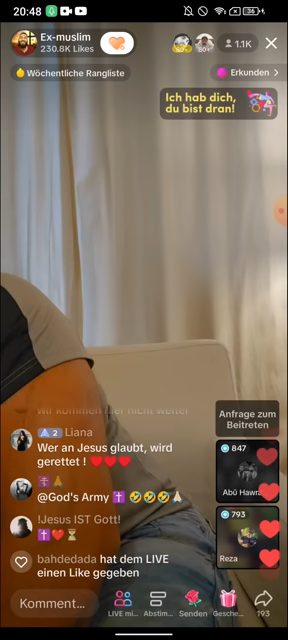 20:48
36
Ex-muslim
230.8K Likes
80+
1.1K
Wöchentliche Rangliste
Erkunden >
Ich hab dich,
du bist dran!
wir kommen hier nicht weiter
Anfrage zum
Beitreten
2 Liana
Wer an Jesus glaubt, wird
gerettet ! ❤️❤️❤️
847
Abū Hawra
✝️🙏
@God's Army ✝️ 🤣🤣🤣🙏🏻
!Jesus IST Gott!
✝️❤️⏳
793
Reza
bahdedada hat dem LIVE
einen Like gegeben
Komment...
LIVE mi...
Abstim...
Senden
Gesche...
193